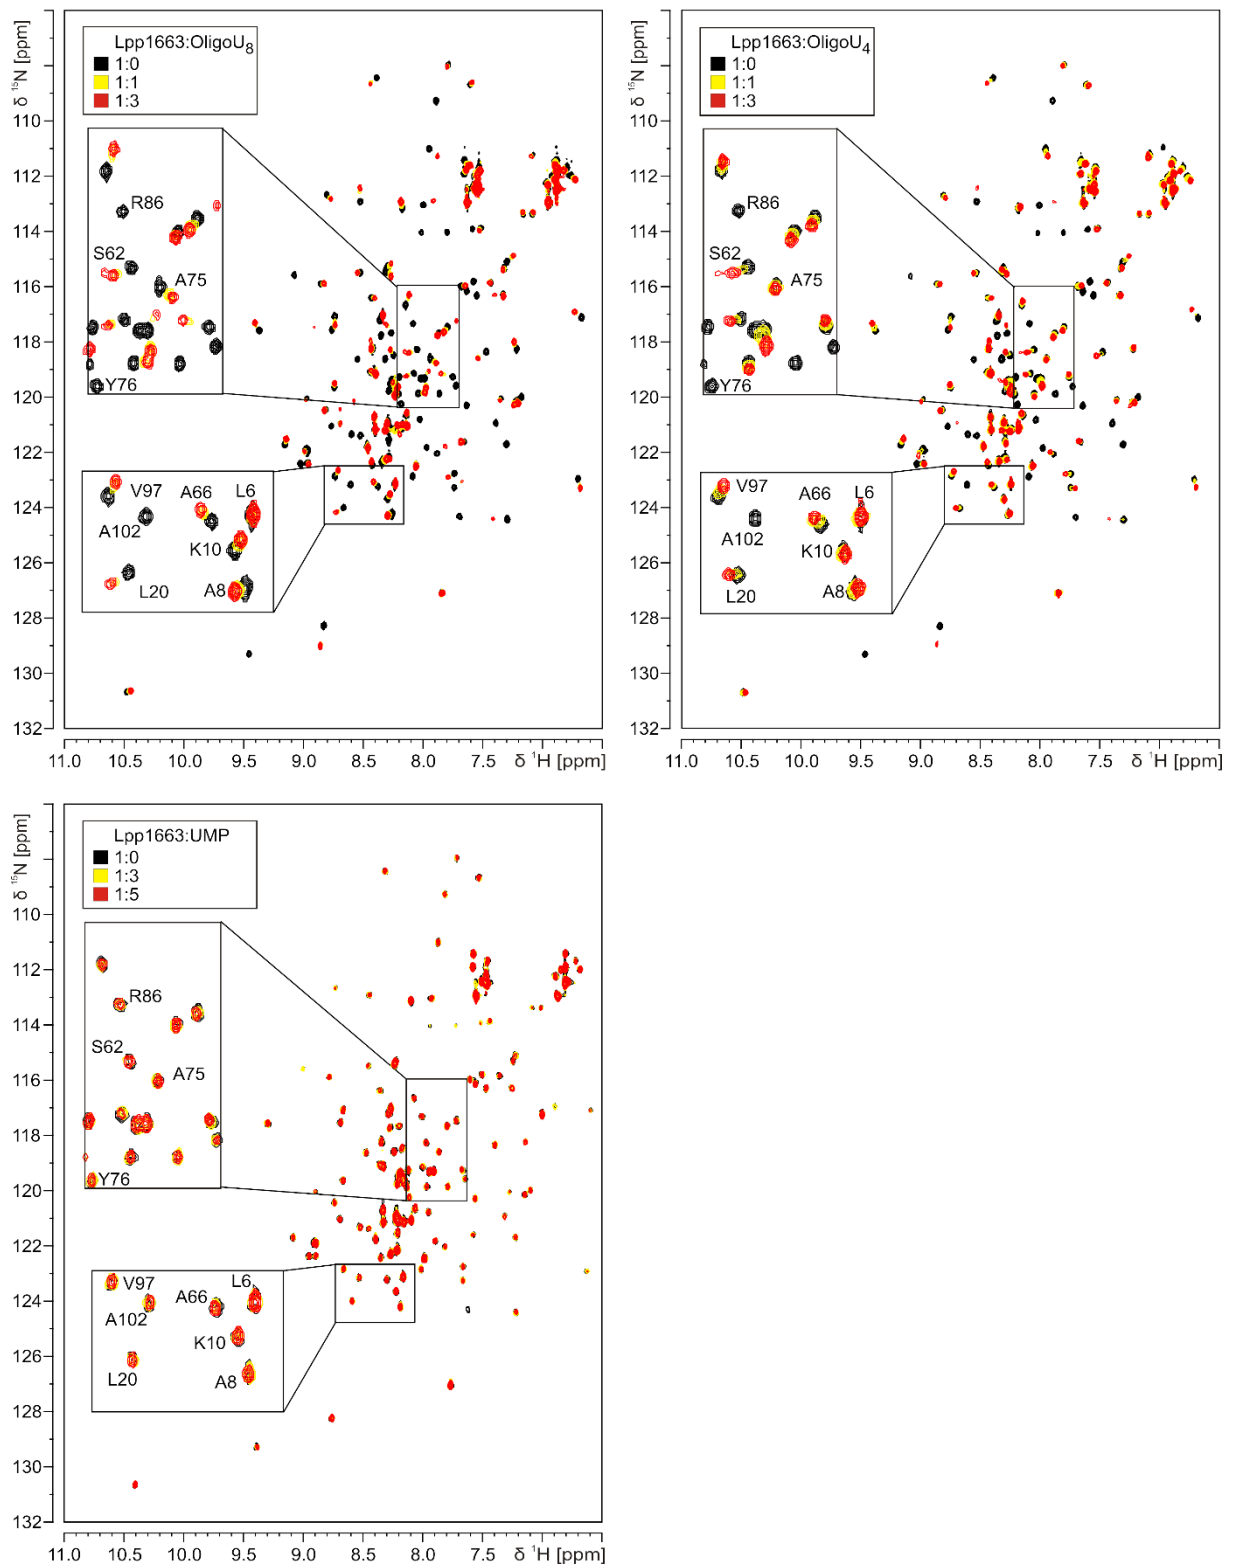 Lpp1663:OligoU8
1:0
1:1
1:3
δ 15N [ppm]
110
112
114
116
118
120
122
124
126
128
130
132
R86
S62
A75
Y76
V97
A66
L6
A102
K10
L20
A8
11.0 10.5 10.0 9.5 9.0 8.5 8.0 7.5 δ 1H [ppm]
Lpp1663:OligoU4
1:0
1:1
1:3
δ 15N [ppm]
110
112
114
116
118
120
122
124
126
128
130
132
R86
S62
A75
Y76
V97
A66
L6
A102
K10
L20
A8
11.0 10.5 10.0 9.5 9.0 8.5 8.0 7.5 δ 1H [ppm]
Lpp1663:UMP
1:0
1:3
1:5
δ 15N [ppm]
110
112
114
116
118
120
122
124
126
128
130
132
R86
S62
A75
Y76
V97
A66
L6
A102
K10
L20
A8
11.0 10.5 10.0 9.5 9.0 8.5 8.0 7.5 δ 1H [ppm]